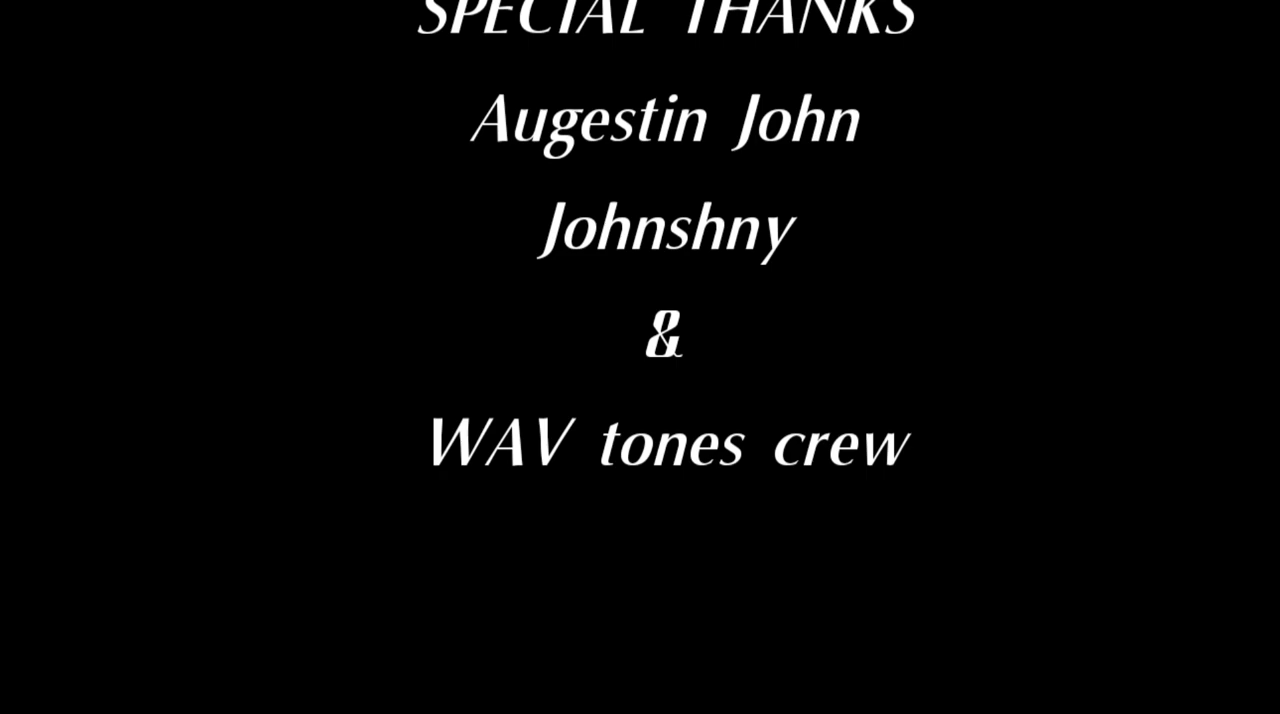 SPECIAL THANKS
Augestin John
Johnshny
&
WAV tones crew